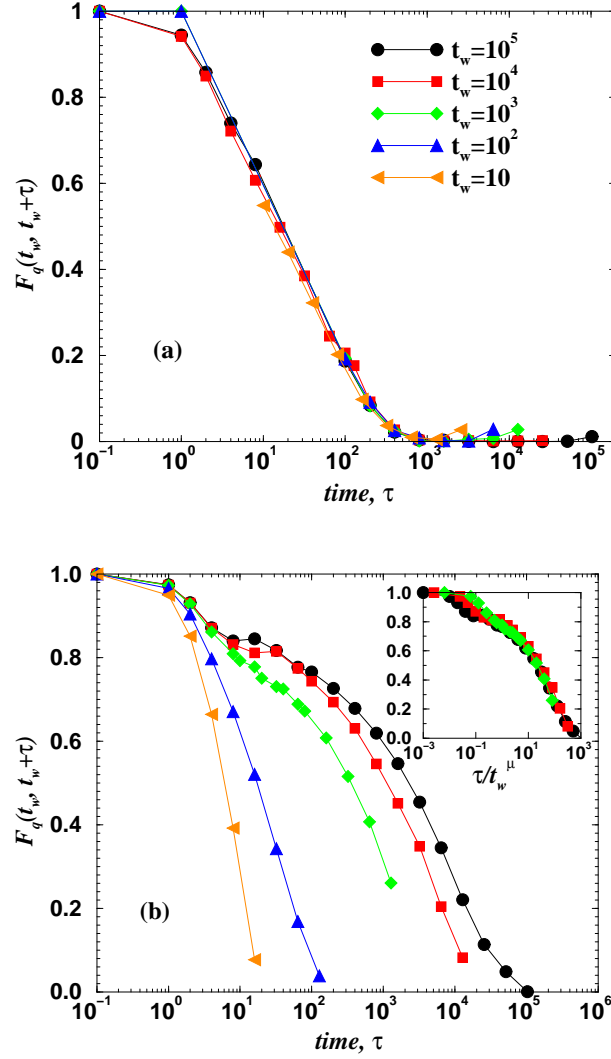 1
0.8
0.6
0.4
0.2
0
F_q(t_w, t_w+τ)
t_w=10^5
t_w=10^4
t_w=10^3
t_w=10^2
t_w=10
(a)
10^-1 10^0 10^1 10^2 10^3 10^4 10^5
time, τ
1.0
0.8
0.6
0.4
0.2
0.0
F_q(t_w, t_w+τ)
1.0
0.8
0.6
0.4
0.2
0.0
10^-3 10^-1 10^1 10^3
τ/t_w^μ
(b)
10^-1 10^0 10^1 10^2 10^3 10^4 10^5 10^6
time, τ